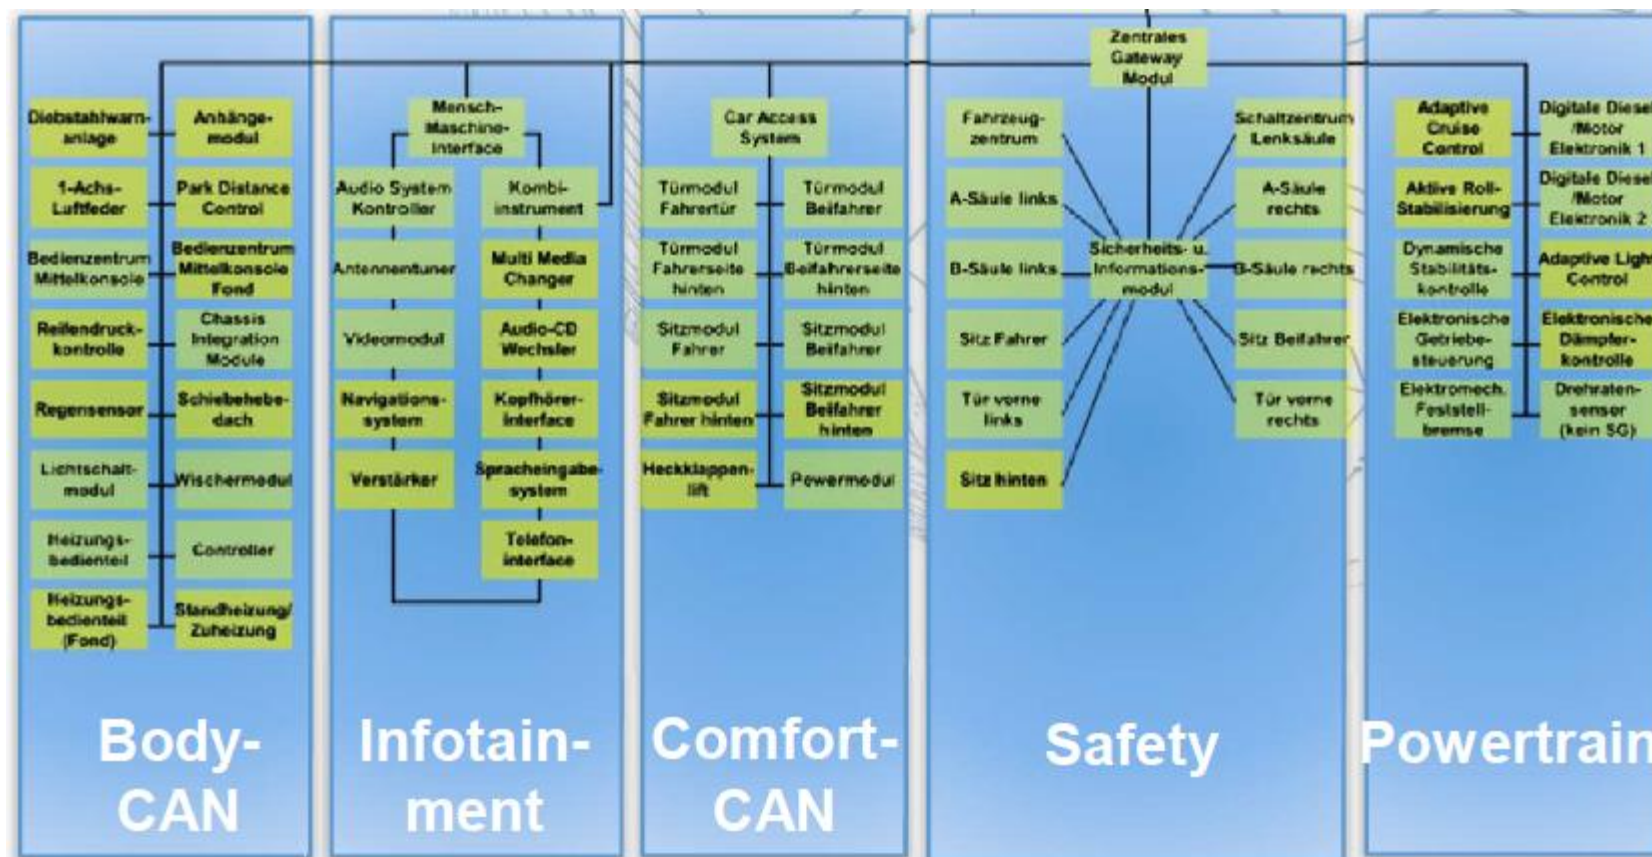 Zentrales
Gateway
Modul
Diebstahlwarn-
anlage
Anhänge-
modul
1-Achs-
Luftfeder
Park Distance
Control
Bedienzentrum
Mittelkonsole
Bedienzentrum
Mittelkonsole
Fond
Reifendruck-
kontrolle
Chassis
Integration
Module
Regensensor
Schiebehebe-
dach
Lichtschalt-
modul
Wischermodul
Heizungs-
bedienteil
Controller
Heizungs-
bedienteil
(Fond)
Standheizung/
Zuheizung
Body-
CAN
Mensch-
Maschine-
Interface
Audio System
Kontroller
Kombi-
instrument
Antennentuner
Multi Media
Changer
Videomodul
Audio-CD
Wechsler
Navigations-
system
Kopfhörer-
interface
Verstärker
Spracheingabe-
system
Telefon-
interface
Infotain-
ment
Car Access
System
Türmodul
Fahrertür
Türmodul
Beifahrer
Türmodul
Fahrerseite
hinten
Türmodul
Beifahrerseite
hinten
Sitzmodul
Fahrer
Sitzmodul
Beifahrer
Sitzmodul
Fahrer hinten
Sitzmodul
Beifahrer
hinten
Heckklappen-
lift
Powermodul
Comfort-
CAN
Fahrzeug-
zentrum
Schaltzentrum
Lenksäule
A-Säule links
A-Säule
rechts
B-Säule links
Sicherheits- u.
Informations-
modul
B-Säule rechts
Sitz Fahrer
Sitz Beifahrer
Tür vorne
links
Tür vorne
rechts
Sitz hinten
Safety
Adaptive
Cruise
Control
Digitale Diesel
/Motor
Elektronik 1
Aktive Roll-
Stabilisierung
Digitale Diesel
/Motor
Elektronik 2
Dynamische
Stabilitäts-
kontrolle
Adaptive Light
Control
Elektronische
Getriebe-
steuerung
Elektronische
Dämpfer-
kontrolle
Elektromech.
Feststell-
bremse
Drehraten-
sensor
(kein SG)
Powertrain